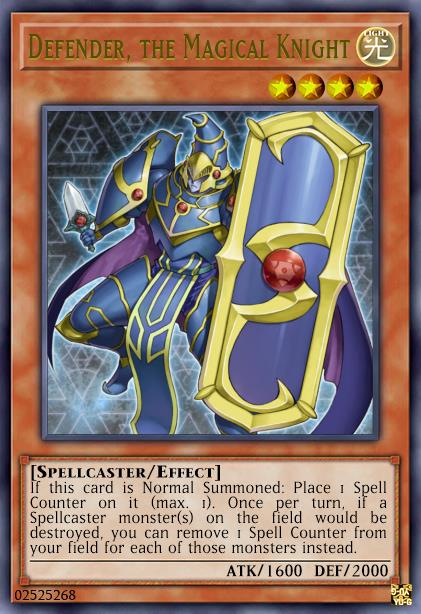 Defender, the Magical Knight
LIGHT
光
[Spellcaster/Effect]
If this card is Normal Summoned: Place 1 Spell
Counter on it (max. 1). Once per turn, if a
Spellcaster monster(s) on the field would be
destroyed, you can remove 1 Spell Counter from
your field for each of those monsters instead.
ATK/1600 DEF/2000
02525268